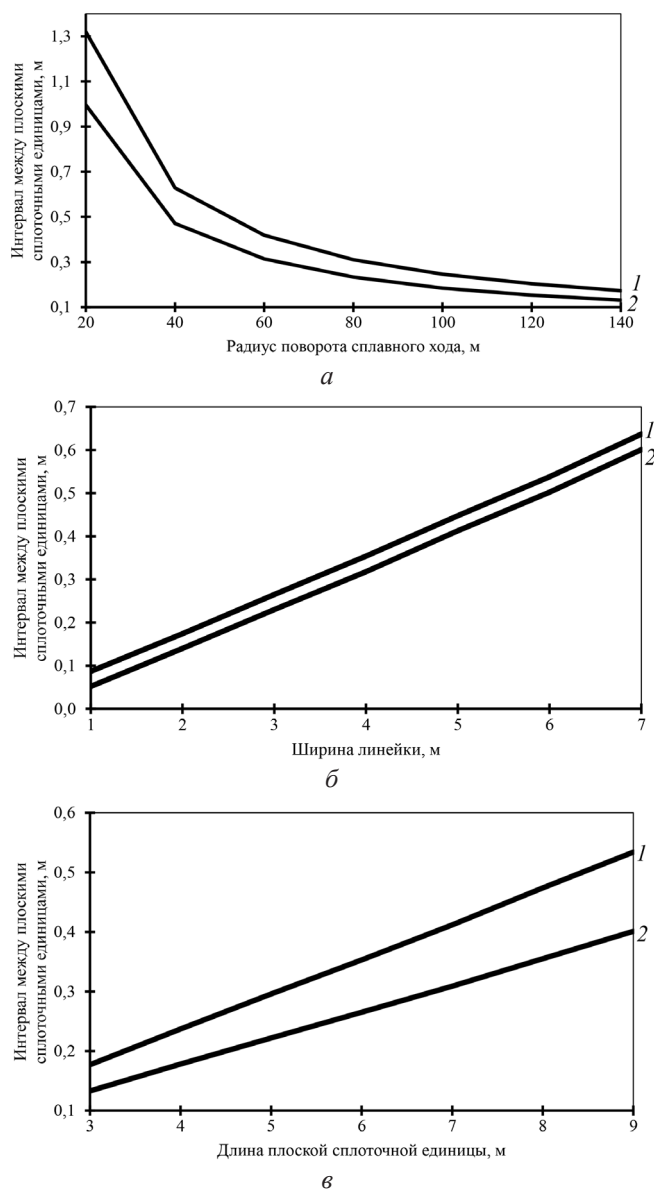 Интервал между плоскими
сплоточными единицами, м
1,3
1,1
0,9
0,7
0,5
0,3
0,1
1
2
20 40 60 80 100 120 140
Радиус поворота сплавного хода, м
а
Интервал между плоскими
сплоточными единицами, м
0,7
0,6
0,5
0,4
0,3
0,2
0,1
0,0
1
2
1 2 3 4 5 6 7
Ширина линейки, м
б
Интервал между плоскими
сплоточными единицами, м
0,6
0,5
0,4
0,3
0,2
0,1
1
2
3 4 5 6 7 8 9
Длина плоской сплоточной единицы, м
в